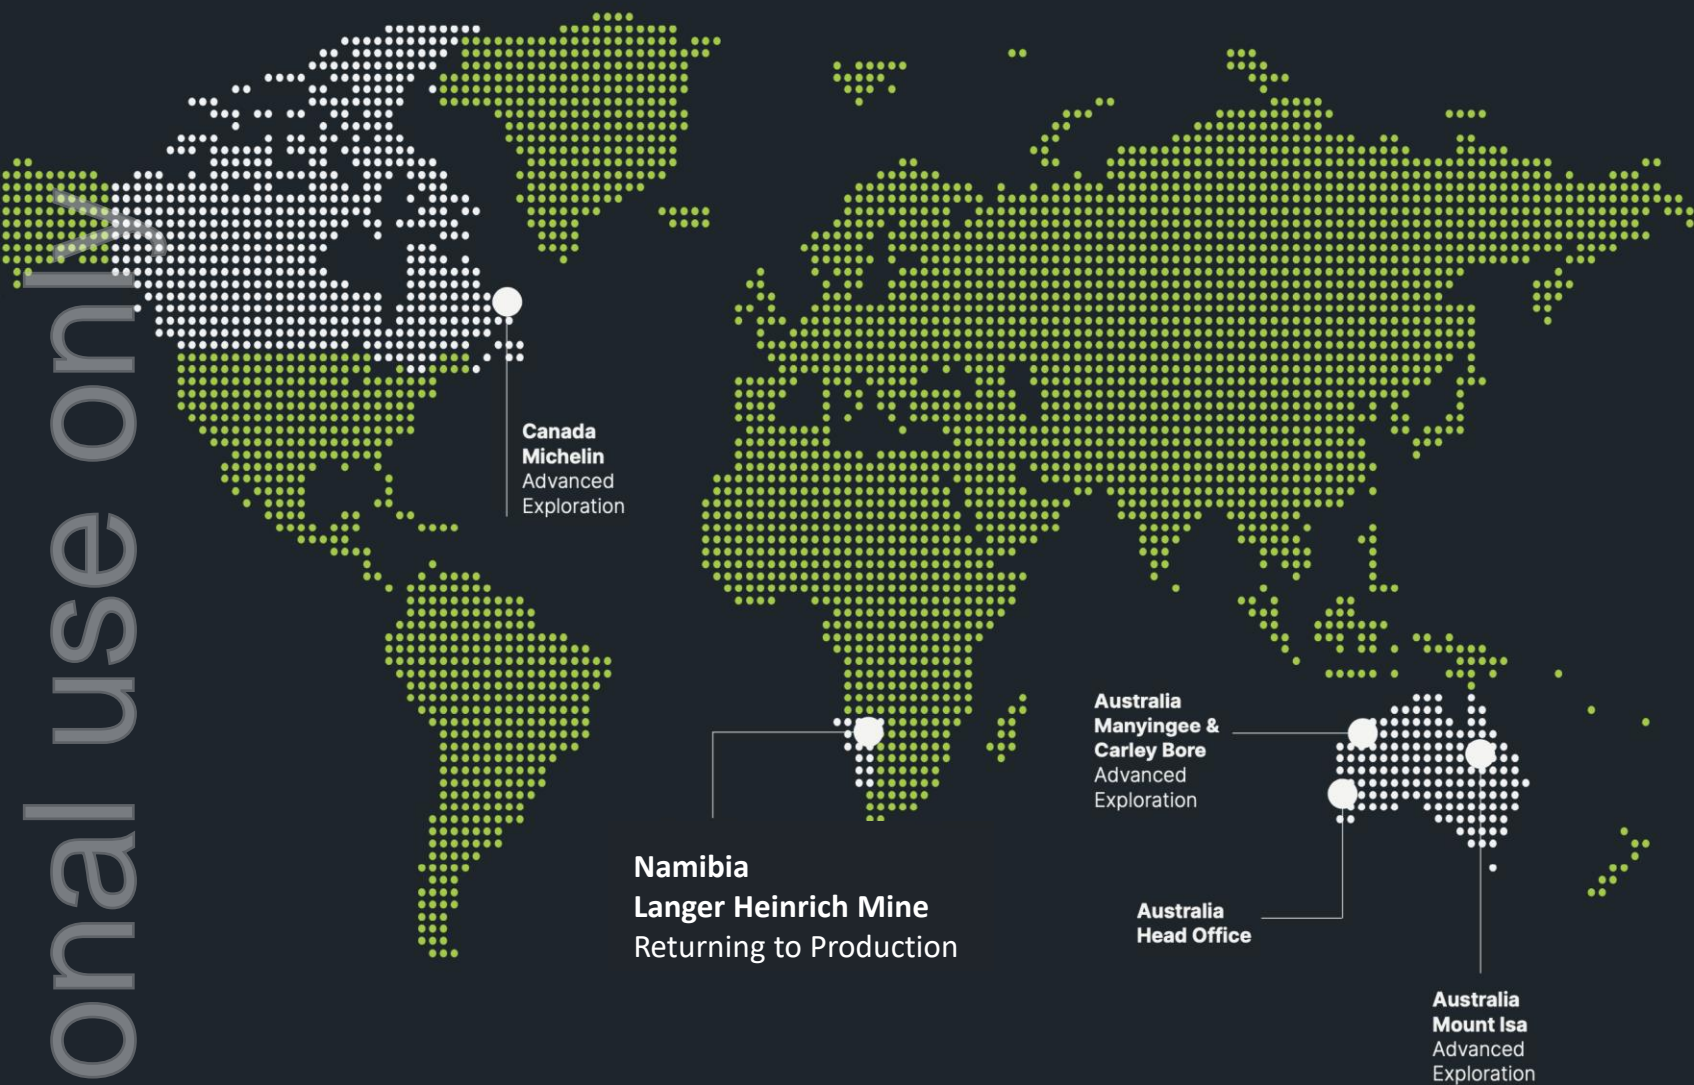 onal use only
Canada
Michelin
Advanced
Exploration
Namibia
Langer Heinrich Mine
Returning to Production
Australia
Manyingee &
Carley Bore
Advanced
Exploration
Australia
Head Office
Australia
Mount Isa
Advanced
Exploration